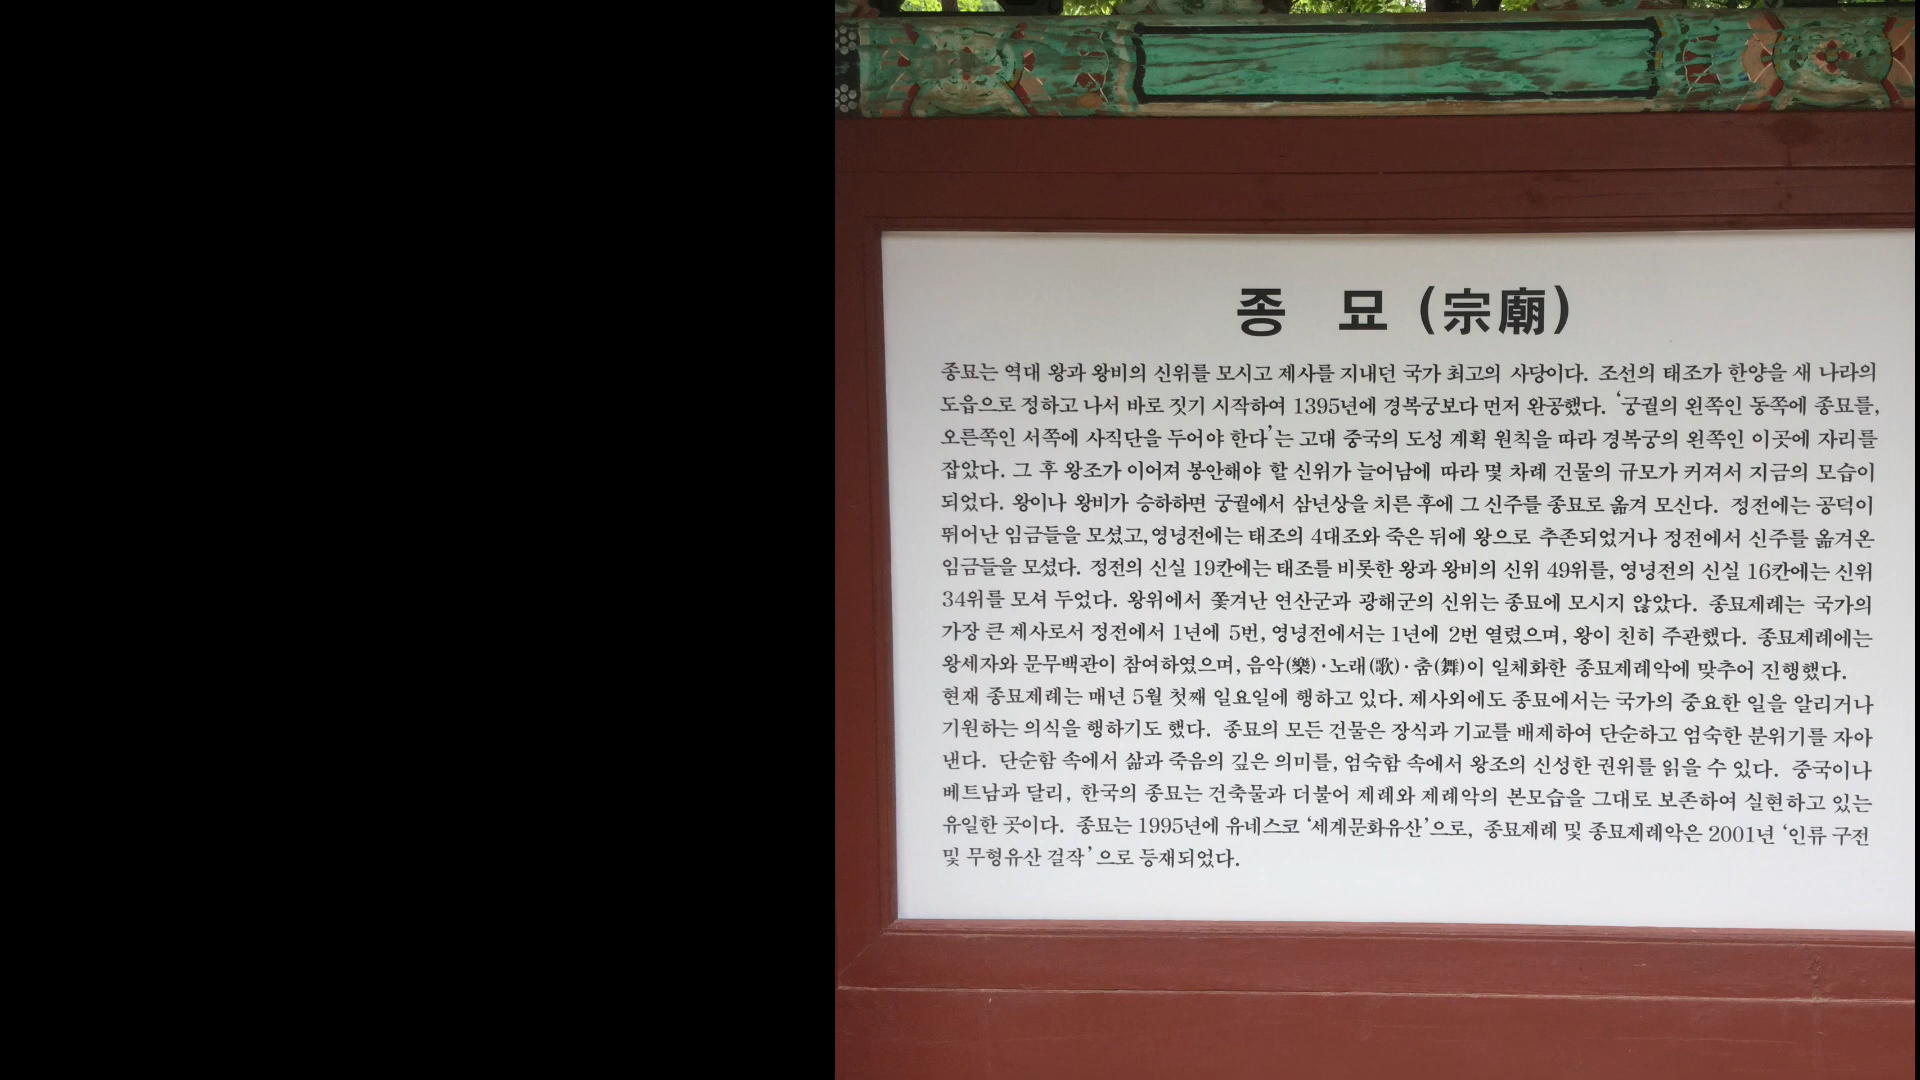 종 묘 (宗廟)
종묘는 역대 왕과 왕비의 신위를 모시고 제사를 지내던 국가 최고의 사당이다. 조선의 태조가 한양을 새 나라의
도읍으로 정하고 나서 바로 짓기 시작하여 1395년에 경복궁보다 먼저 완공했다. ‘궁궐의 왼쪽인 동쪽에 종묘를,
오른쪽인 서쪽에 사직단을 두어야 한다’는 고대 중국의 도성 계획 원칙을 따라 경복궁의 왼쪽인 이곳에 자리를
잡았다. 그 후 왕조가 이어져 봉안해야 할 신위가 늘어남에 따라 몇 차례 건물의 규모가 커져서 지금의 모습이
되었다. 왕이나 왕비가 승하하면 궁궐에서 삼년상을 치른 후에 그 신주를 종묘로 옮겨 모신다. 정전에는 공덕이
뛰어난 임금들을 모셨고, 영녕전에는 태조의 4대조와 죽은 뒤에 왕으로 추존되었거나 정전에서 신주를 옮겨온
임금들을 모셨다. 정전의 신실 19칸에는 태조를 비롯한 왕과 왕비의 신위 49위를, 영녕전의 신실 16칸에는 신위
34위를 모셔 두었다. 왕위에서 쫓겨난 연산군과 광해군의 신위는 종묘에 모시지 않았다. 종묘제례는 국가의
가장 큰 제사로서 정전에서 1년에 5번, 영녕전에서는 1년에 2번 열렸으며, 왕이 친히 주관했다. 종묘제례에는
왕세자와 문무백관이 참여하였으며, 음악(樂)·노래(歌)·춤(舞)이 일체화한 종묘제례악에 맞추어 진행했다.
현재 종묘제례는 매년 5월 첫째 일요일에 행하고 있다. 제사외에도 종묘에서는 국가의 중요한 일을 알리거나
기원하는 의식을 행하기도 했다. 종묘의 모든 건물은 장식과 기교를 배제하여 단순하고 엄숙한 분위기를 자아
낸다. 단순함 속에서 삶과 죽음의 깊은 의미를, 엄숙함 속에서 왕조의 신성한 권위를 읽을 수 있다. 중국이나
베트남과 달리, 한국의 종묘는 건축물과 더불어 제례와 제례악의 본모습을 그대로 보존하여 실현하고 있는
유일한 곳이다. 종묘는 1995년에 유네스코 ‘세계문화유산’으로, 종묘제례 및 종묘제례악은 2001년 ‘인류 구전
및 무형유산 걸작’으로 등재되었다.